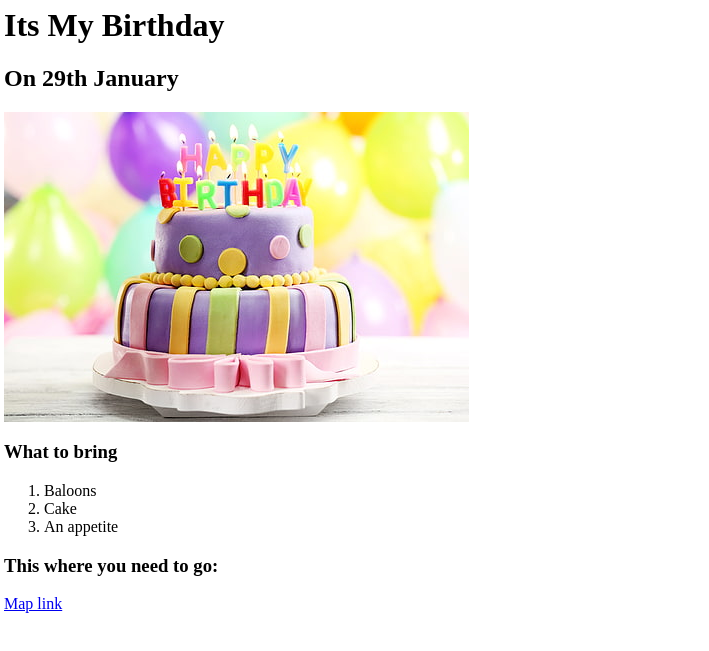 Its My Birthday
On 29th January
HAPPY
BIRTHDAY
What to bring
1. Baloons
2. Cake
3. An appetite
This where you need to go:
Map link